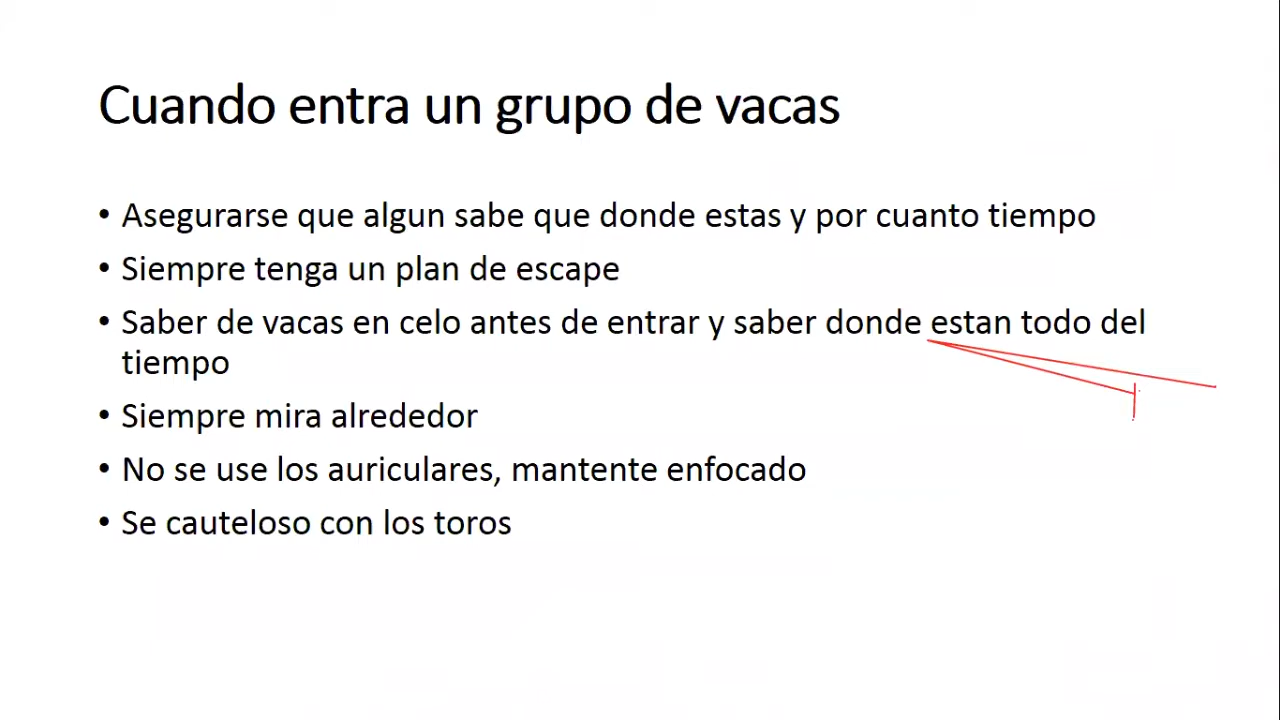 Cuando entra un grupo de vacas
• Asegurarse que algun sabe que donde estas y por cuanto tiempo
• Siempre tenga un plan de escape
• Saber de vacas en celo antes de entrar y saber donde estan todo del
tiempo
• Siempre mira alrededor
• No se use los auriculares, mantente enfocado
• Se cauteloso con los toros